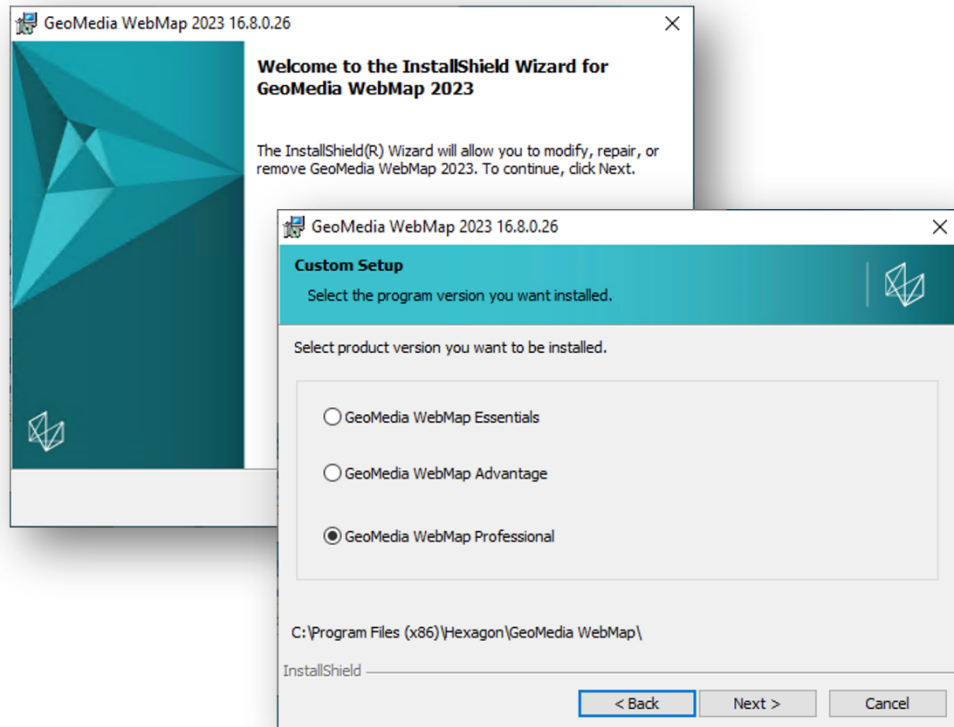 GeoMedia WebMap 2023 16.8.0.26
Welcome to the InstallShield Wizard for
GeoMedia WebMap 2023
The InstallShield(R) Wizard will allow you to modify, repair, or
remove GeoMedia WebMap 2023. To continue, click Next.
GeoMedia WebMap 2023 16.8.0.26
Custom Setup
Select the program version you want installed.
Select product version you want to be installed.
GeoMedia WebMap Essentials
GeoMedia WebMap Advantage
GeoMedia WebMap Professional
C:\Program Files (x86)\Hexagon\GeoMedia WebMap\
InstallShield
< Back Next > Cancel